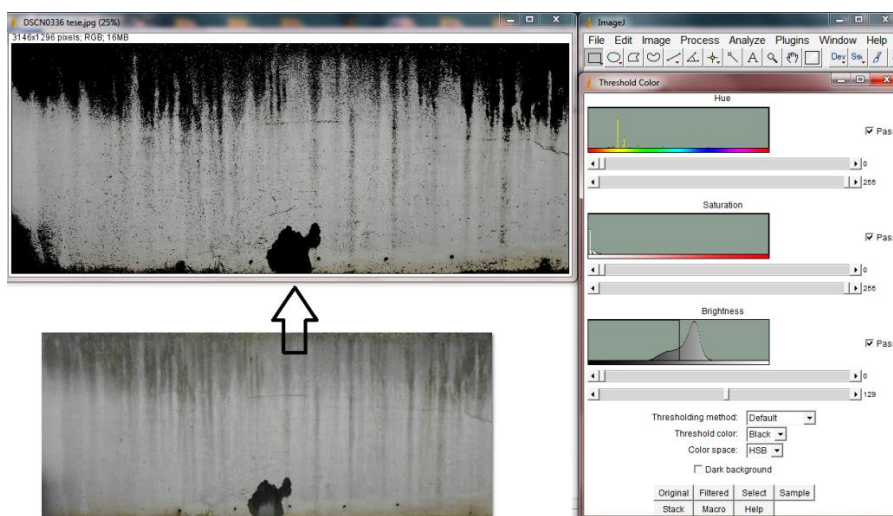 DSCN0336 tese.jpg (25%)
3146x1296 pixels; RGB; 16MB
ImageJ
File Edit Image Process Analyze Plugins Window Help
A Dev Stk
Threshold Color
Hue
Pas
0
255
Saturation
Pas
0
255
Brightness
Pas
0
129
Thresholding method: Default
Threshold color: Black
Color space: HSB
Dark background
Original Filtered Select Sample
Stack Macro Help